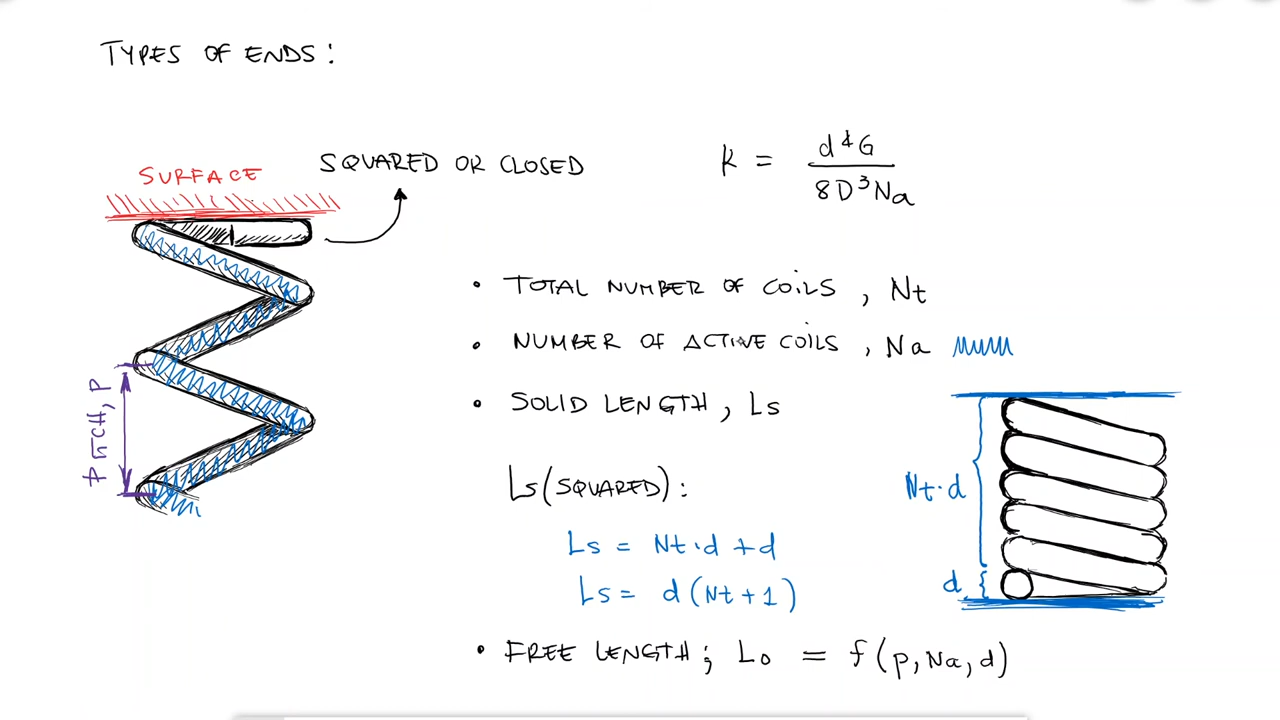 TYPES OF ENDS:
SQUARED OR CLOSED
SURFACE
k = d⁴G / 8D³Na
• TOTAL NUMBER OF COILS, Nt
• NUMBER OF ACTIVE COILS, Na
• SOLID LENGTH, Ls
PITCH, P
Ls(SQUARED):
Nt·d
Ls = Nt·d + d
d
Ls = d(Nt+1)
• FREE LENGTH; Lo = f(p, Na, d)